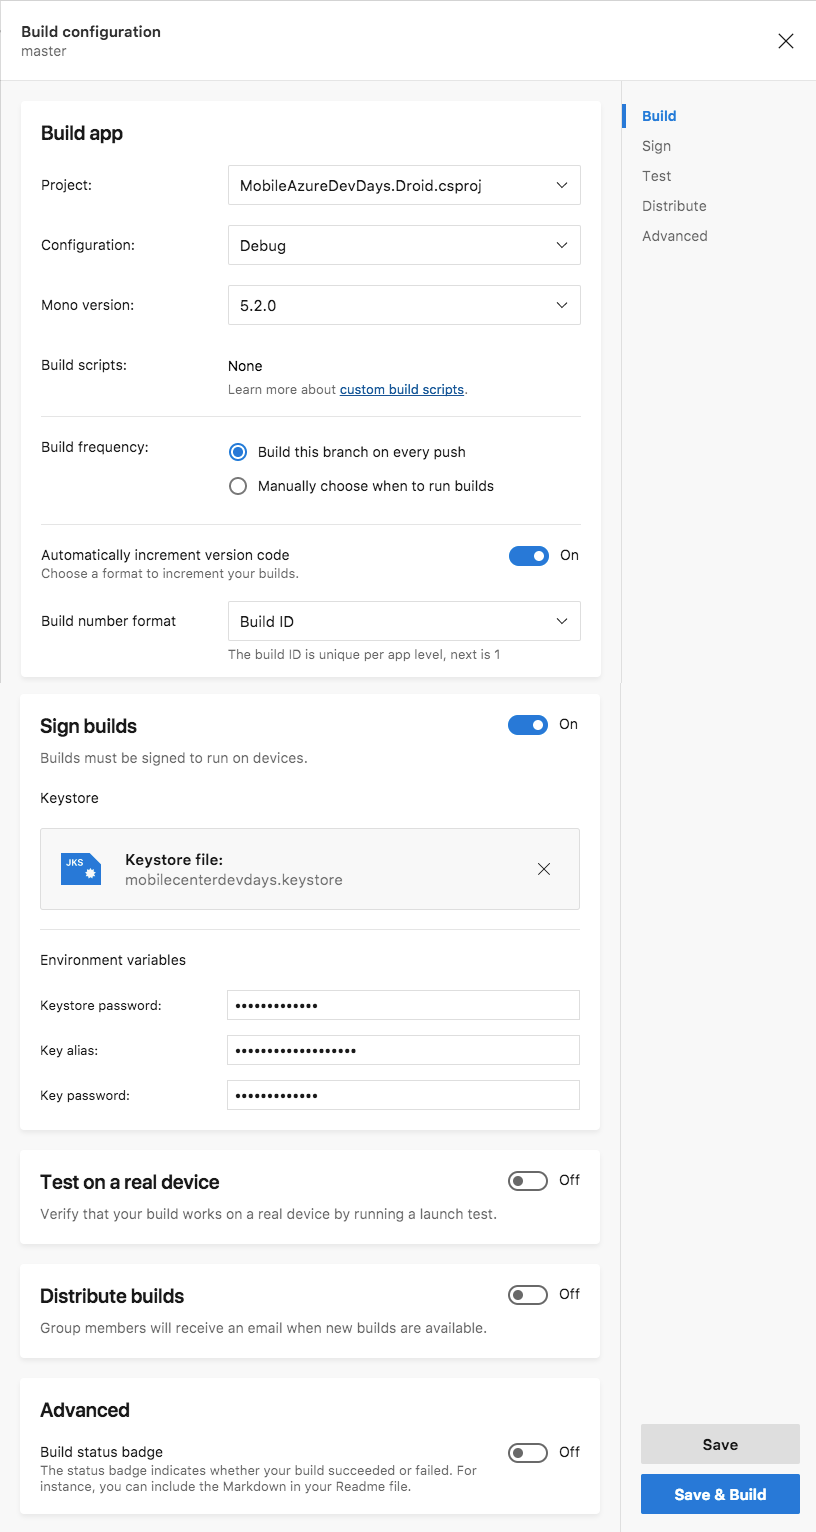 Build configuration
master
Build app
Project:
MobileAzureDevDays.Droid.csproj
Configuration:
Debug
Mono version:
5.2.0
Build scripts:
None
Learn more about custom build scripts.
Build frequency:
Build this branch on every push
Manually choose when to run builds
Automatically increment version code
On
Choose a format to increment your builds.
Build number format
Build ID
The build ID is unique per app level, next is 1
Sign builds
On
Builds must be signed to run on devices.
Keystore
JKS
Keystore file:
mobilecenterdevdays.keystore
Environment variables
Keystore password:
•••••••••••••
Key alias:
•••••••••••••••••••
Key password:
•••••••••••••
Test on a real device
Off
Verify that your build works on a real device by running a launch test.
Distribute builds
Off
Group members will receive an email when new builds are available.
Advanced
Build status badge
Off
The status badge indicates whether your build succeeded or failed. For
instance, you can include the Markdown in your Readme file.
Build
Sign
Test
Distribute
Advanced
Save
Save & Build